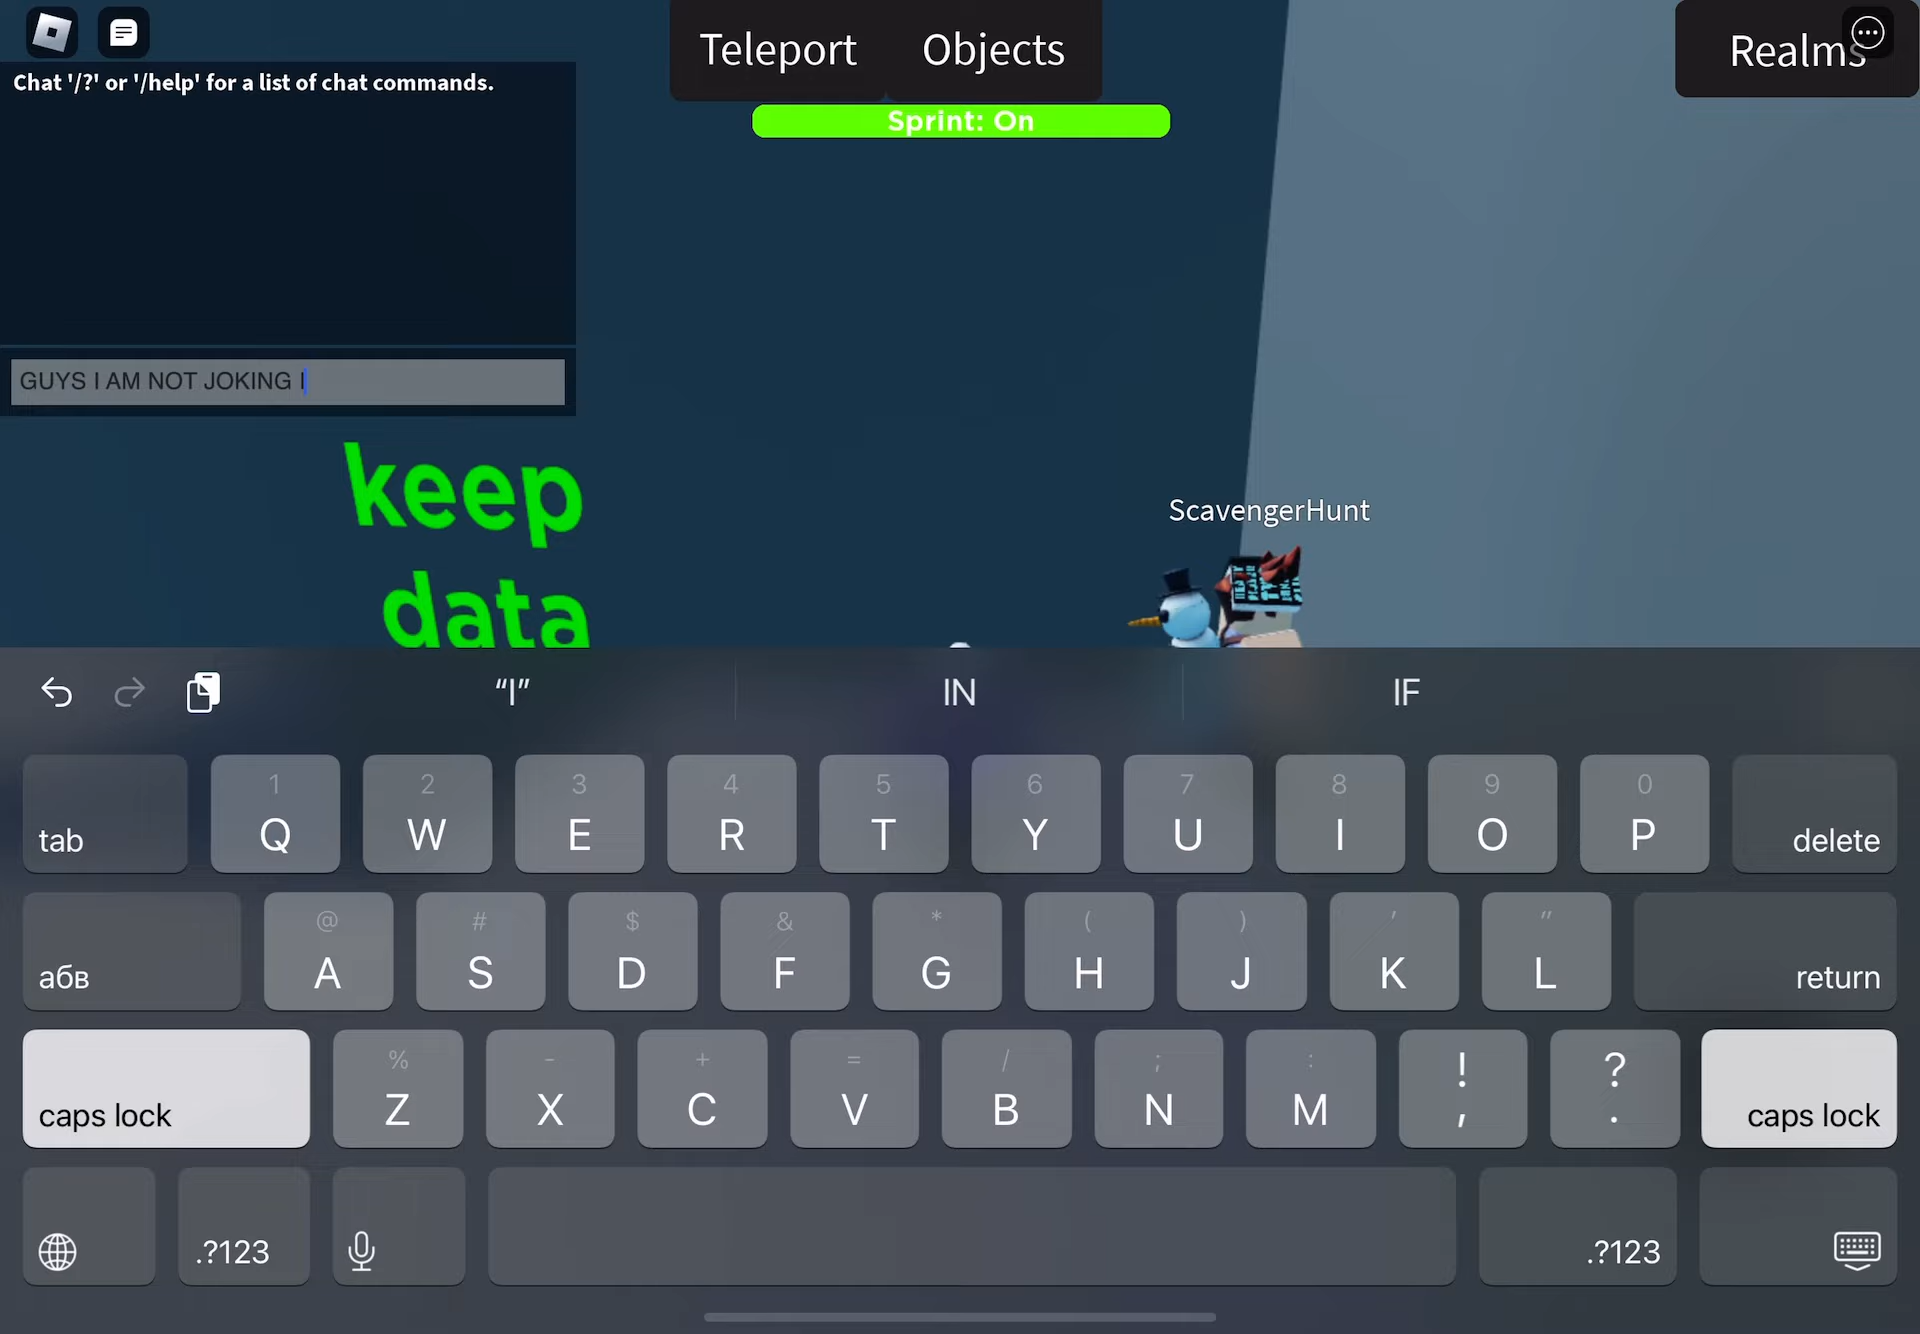 Teleport
Objects
Realms
Chat '/?' or '/help' for a list of chat commands.
Sprint: On
GUYS I AM NOT JOKING I
keep
data
ScavengerHunt
“I”
IN
IF
1 2 3 4 5 6 7 8 9 0
tab Q W E R T Y U I O P delete
@ # $ & * ( ) ' "
абв A S D F G H J K L return
% - + = / ; : ! ?
caps lock Z X C V B N M , . caps lock
.?123 .?123